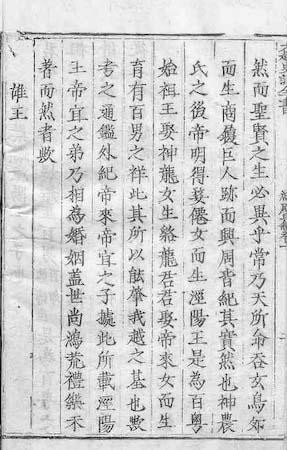 然而聖賢之生必異乎常乃天所命吞玄鳥卵
而生商履巨人跡而興周皆紀其實然也神農
氏之後帝明得婺僊女而生涇陽王是為百粤
始祖王娶神龍女生貉龍君君娶帝來女而生
育有百男之祥此其所以能肇我越之基也歟
考之通鑑外紀帝來帝宜之子據此所載涇陽
王帝宜之弟乃相為婚姻盖世尚鴻荒禮樂未
著而然者歟
雄王